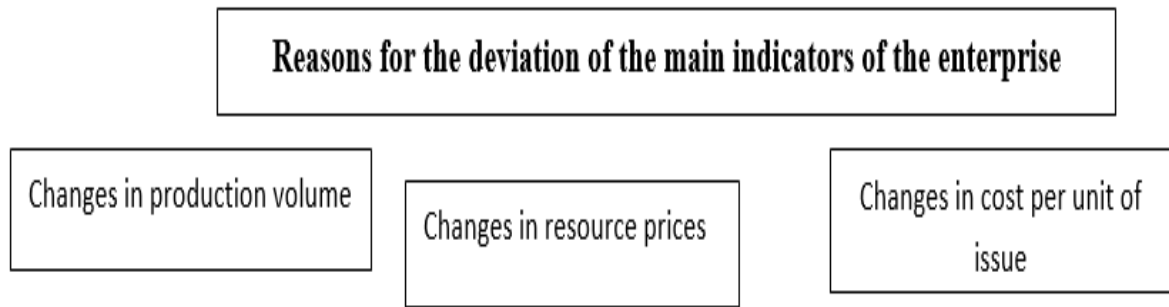 Reasons for the deviation of the main indicators of the enterprise
Changes in production volume
Changes in resource prices
Changes in cost per unit of
issue